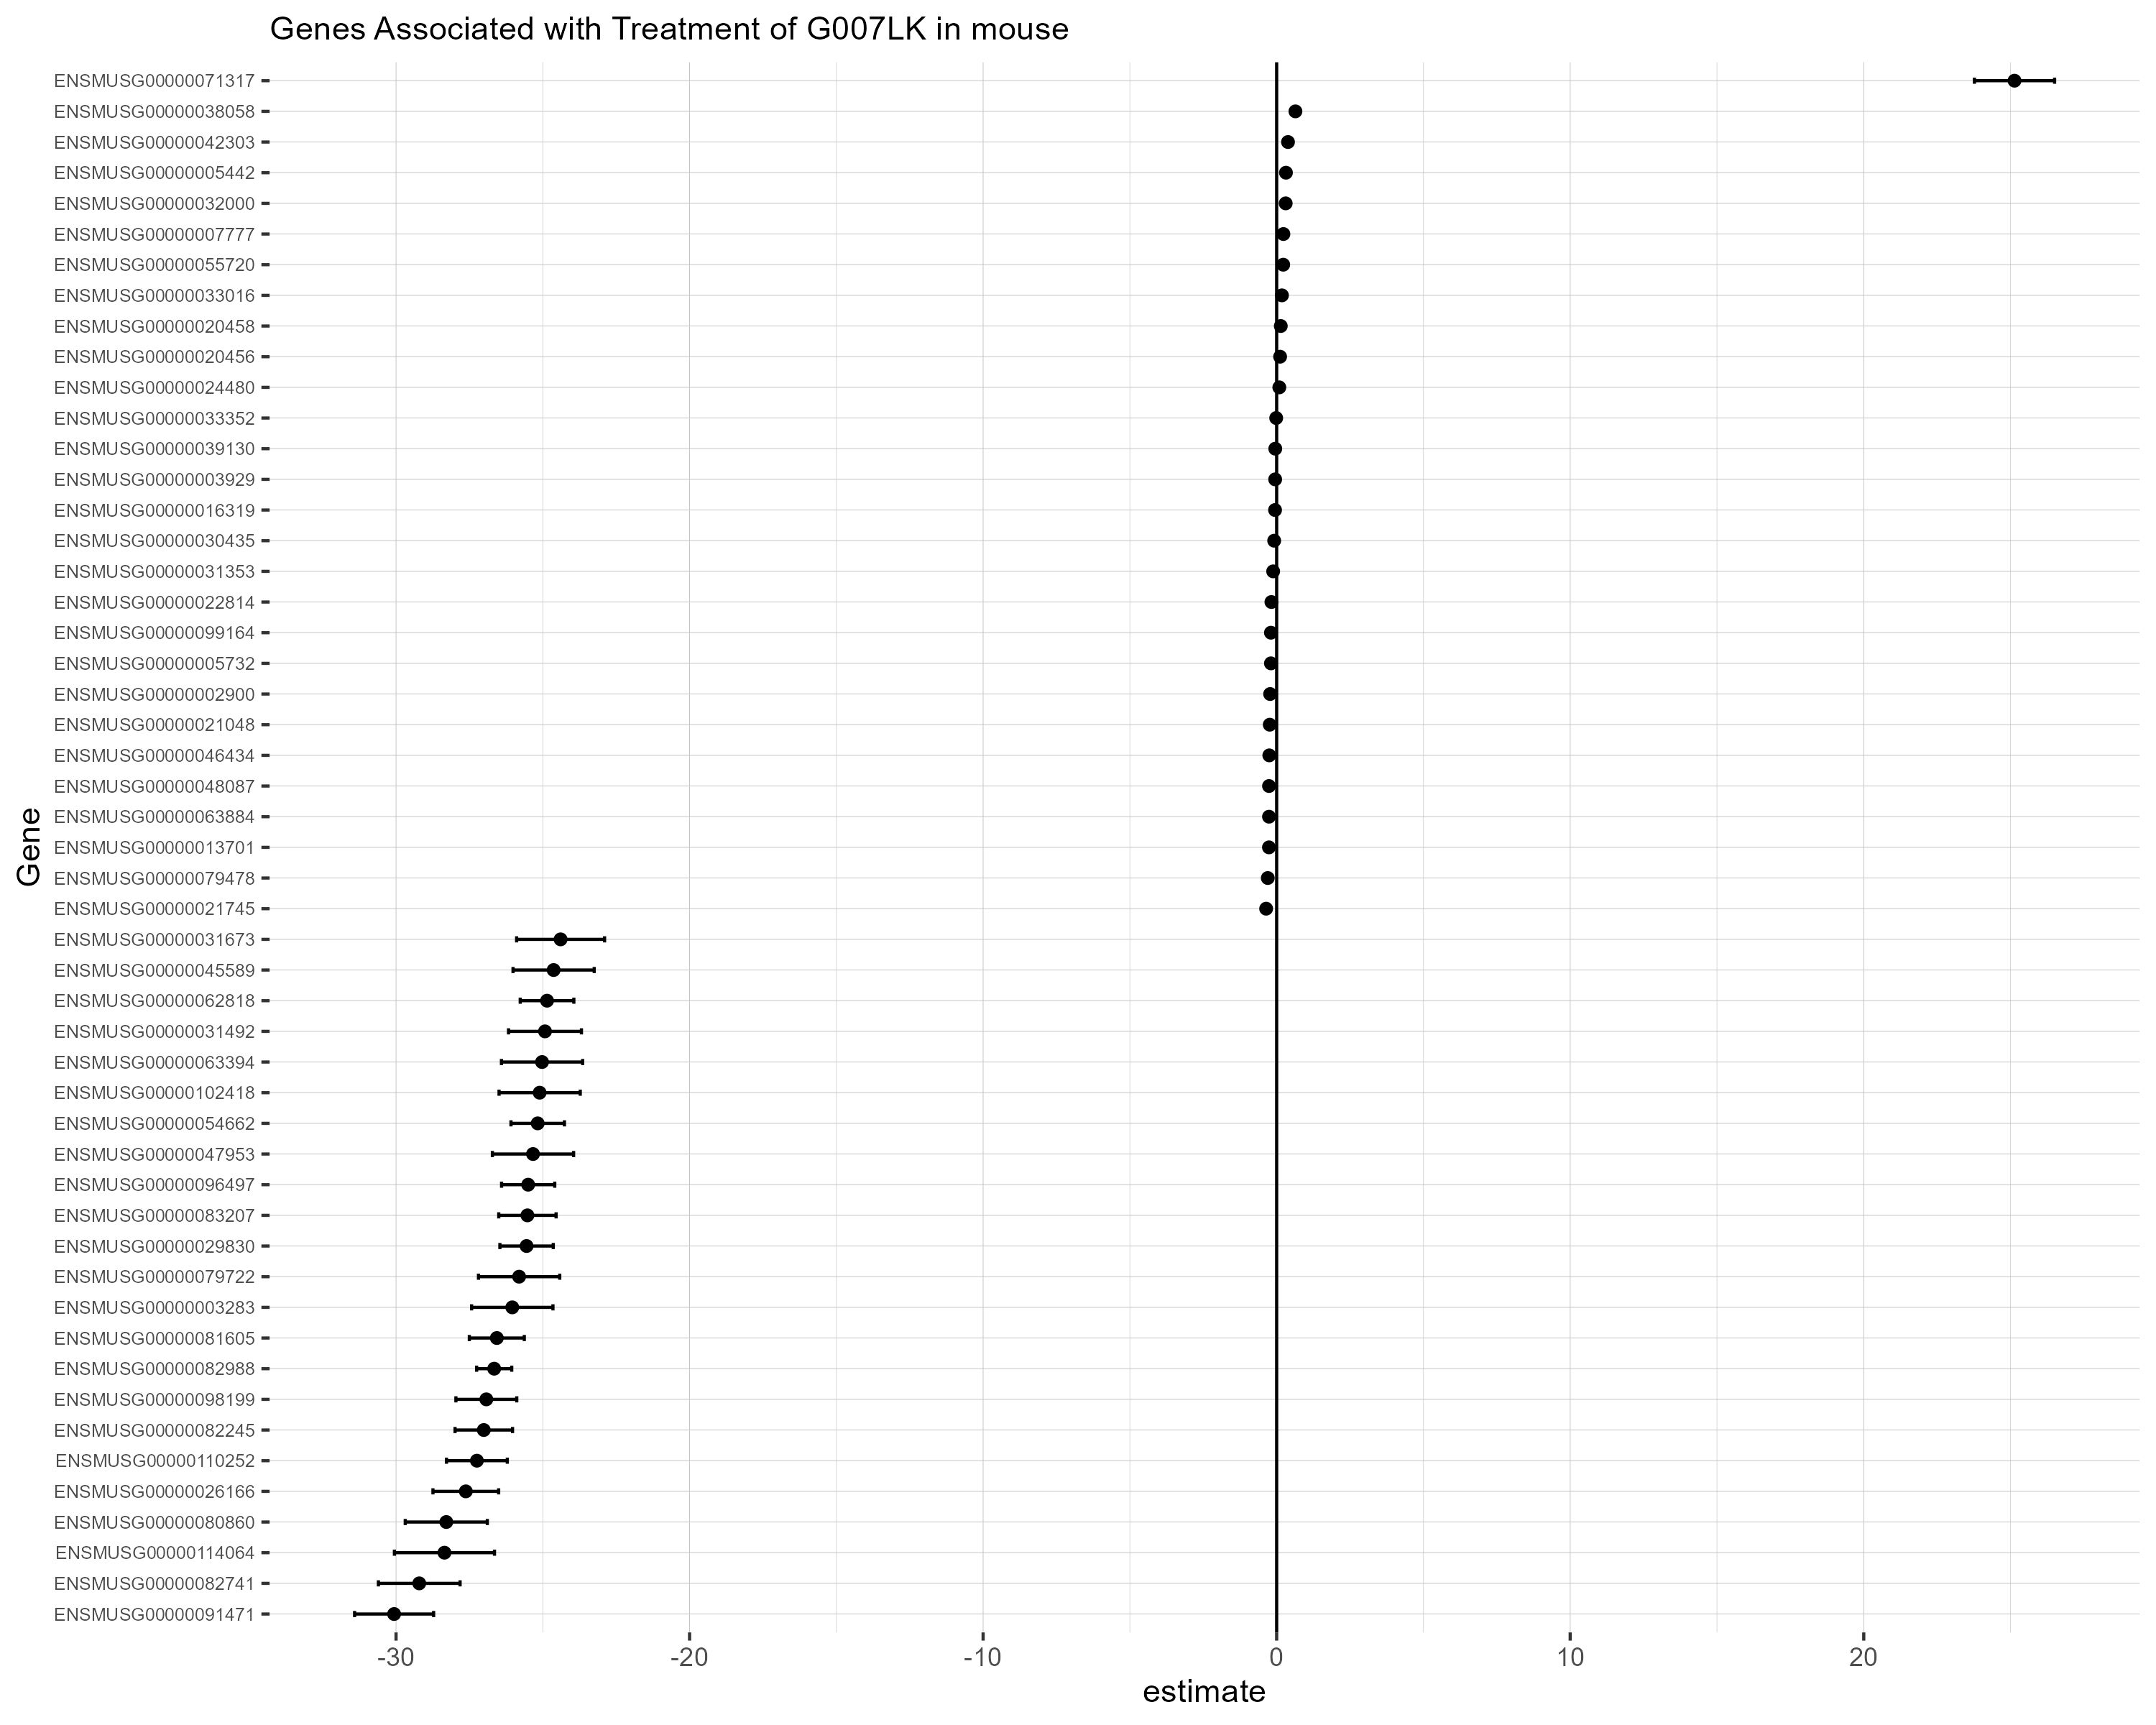 Genes Associated with Treatment of G007LK in mouse
ENSMUSG00000071317
ENSMUSG00000038058
ENSMUSG00000042303
ENSMUSG00000005442
ENSMUSG00000032000
ENSMUSG00000007777
ENSMUSG00000055720
ENSMUSG00000033016
ENSMUSG00000020458
ENSMUSG00000020456
ENSMUSG00000024480
ENSMUSG00000033352
ENSMUSG00000039130
ENSMUSG00000003929
ENSMUSG00000016319
ENSMUSG00000030435
ENSMUSG00000031353
ENSMUSG00000022814
ENSMUSG00000099164
ENSMUSG00000005732
ENSMUSG00000002900
ENSMUSG00000021048
ENSMUSG00000046434
ENSMUSG00000048087
ENSMUSG00000063884
ENSMUSG00000013701
ENSMUSG00000079478
ENSMUSG00000021745
ENSMUSG00000031673
ENSMUSG00000045589
ENSMUSG00000062818
ENSMUSG00000031492
ENSMUSG00000063394
ENSMUSG00000102418
ENSMUSG00000054662
ENSMUSG00000047953
ENSMUSG00000096497
ENSMUSG00000083207
ENSMUSG00000029830
ENSMUSG00000079722
ENSMUSG00000003283
ENSMUSG00000081605
ENSMUSG00000082988
ENSMUSG00000098199
ENSMUSG00000082245
ENSMUSG00000110252
ENSMUSG00000026166
ENSMUSG00000080860
ENSMUSG00000114064
ENSMUSG00000082741
ENSMUSG00000091471
Gene
-30 -20 -10 0 10 20
estimate